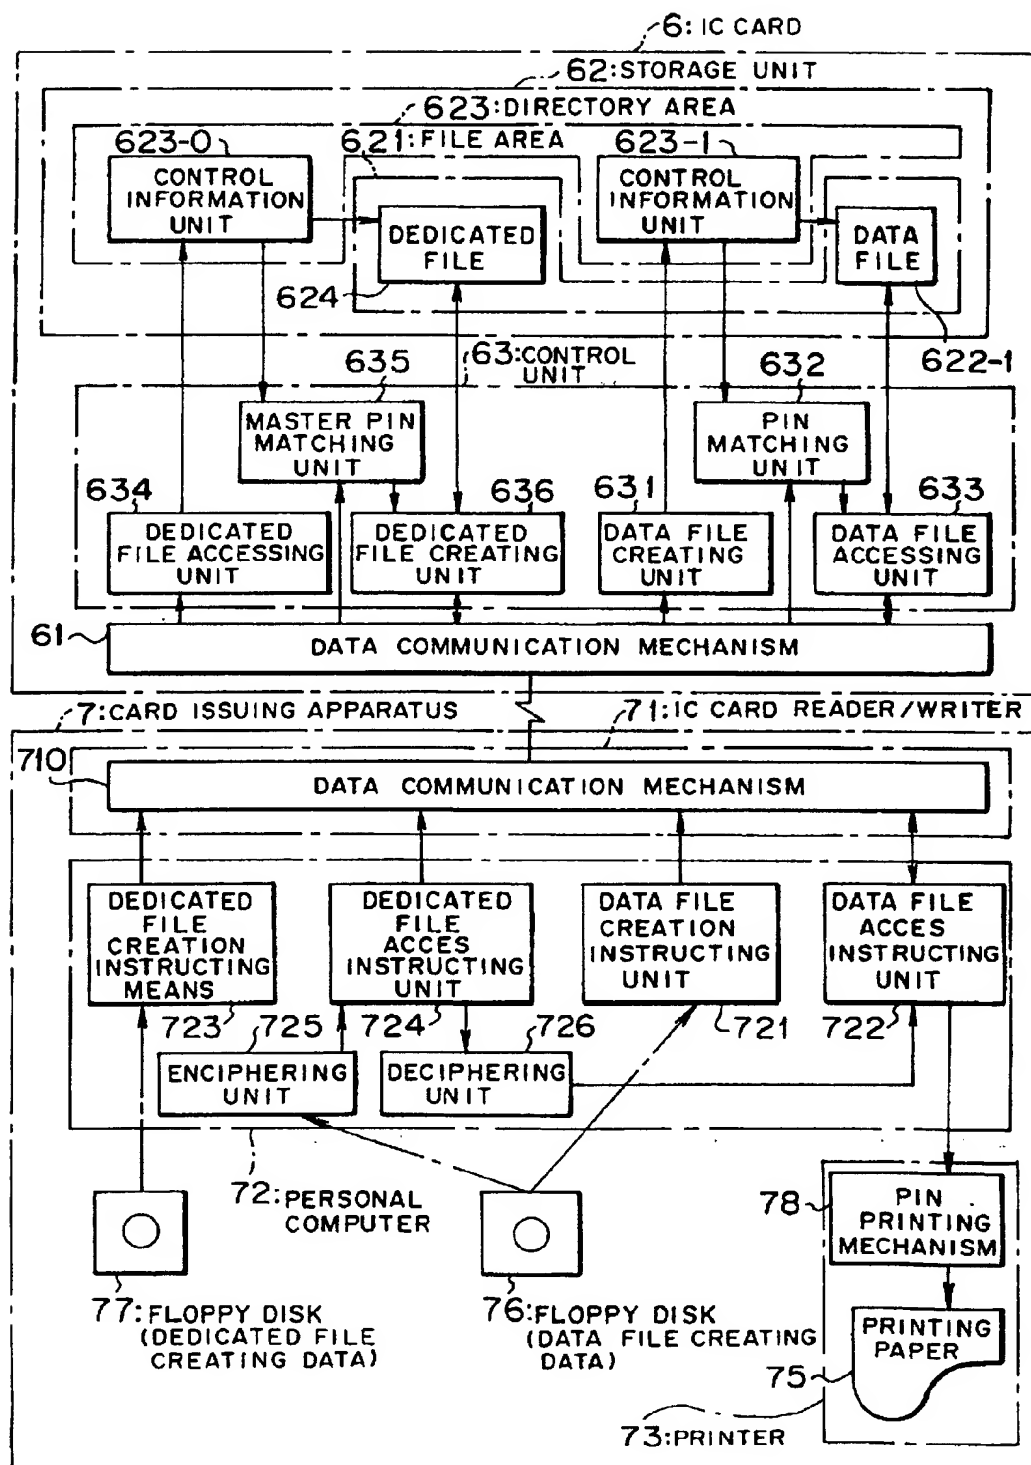 6: IC CARD
62: STORAGE UNIT
623: DIRECTORY AREA
621: FILE AREA
623-0
623-1
CONTROL
INFORMATION
UNIT
CONTROL
INFORMATION
UNIT
DEDICATED
FILE
DATA
FILE
624
622-1
63: CONTROL
UNIT
635
632
MASTER PIN
MATCHING
UNIT
PIN
MATCHING
UNIT
634
636
631
633
DEDICATED
FILE ACCESSING
UNIT
DEDICATED
FILE CREATING
UNIT
DATA FILE
CREATING
UNIT
DATA FILE
ACCESSING
UNIT
61
DATA COMMUNICATION MECHANISM
7: CARD ISSUING APPARATUS
71: IC CARD READER/WRITER
710
DATA COMMUNICATION MECHANISM
DEDICATED
FILE
CREATION
INSTRUCTING
MEANS
DEDICATED
FILE
ACCES
INSTRUCTING
UNIT
DATA FILE
CREATION
INSTRUCTING
UNIT
DATA FILE
ACCES
INSTRUCTING
UNIT
723
725
724
726
721
722
ENCIPHERING
UNIT
DECIPHERING
UNIT
72: PERSONAL
COMPUTER
78
PIN
PRINTING
MECHANISM
77: FLOPPY DISK
(DEDICATED FILE
CREATING DATA)
76: FLOPPY DISK
(DATA FILE CREATING
DATA)
PRINTING
PAPER
75
73: PRINTER